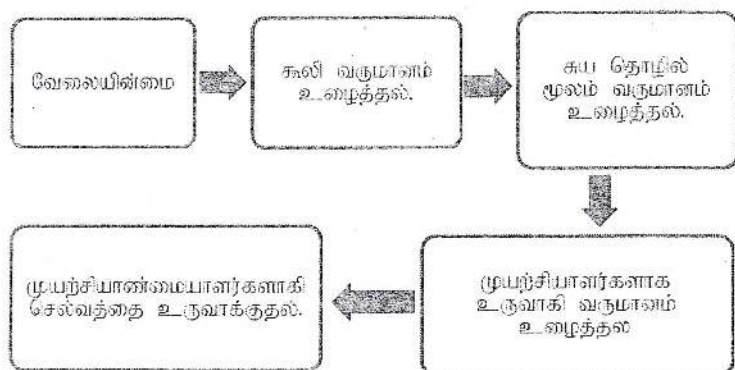 வேலையின்மை
கூலி வருமானம்
உழைத்தல்.
சுய தொழில்
மூலம் வருமானம்
உழைத்தல்.
முயற்சியாளர்களாக
உருவாகி வருமானம்
உழைத்தல்
முயற்சியாண்மையாளர்களாகி
செல்வத்தை உருவாக்குதல்.